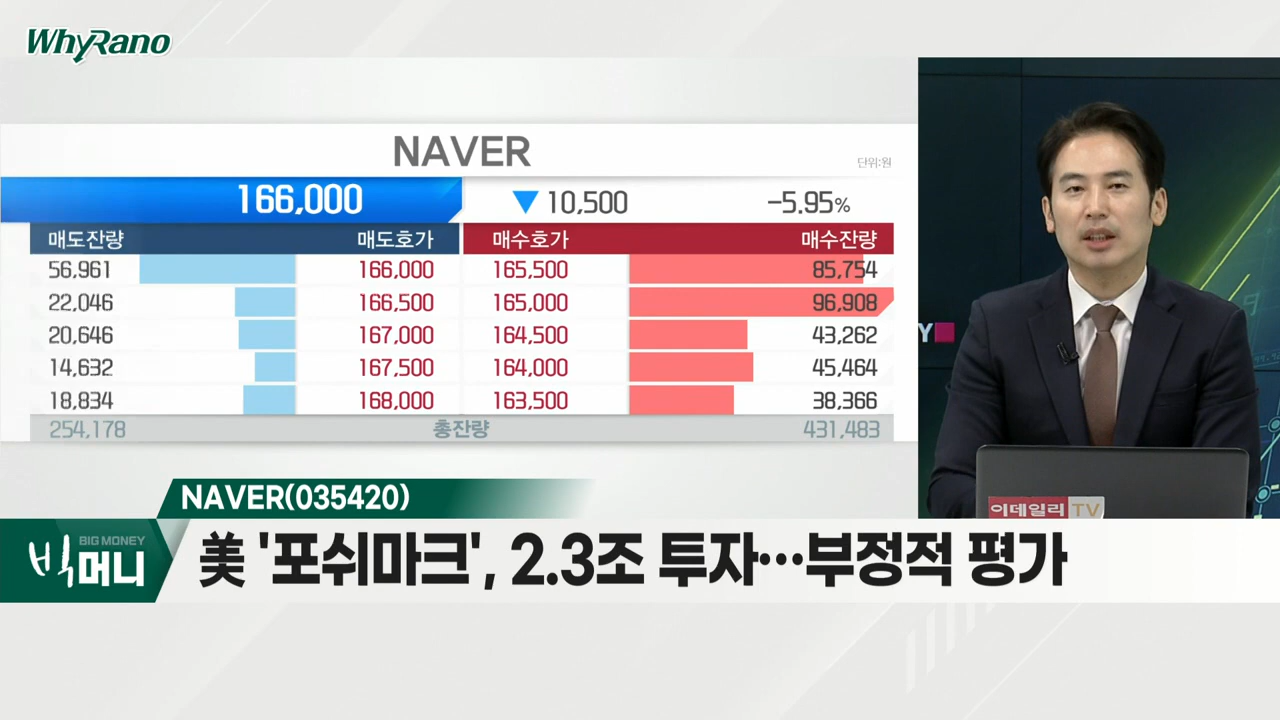 WhyRano
NAVER
단위:원
166,000 ▼ 10,500 -5.95%
매도잔량 매도호가 매수호가 매수잔량
56,961 166,000 165,500 85,754
22,046 166,500 165,000 96,908
20,646 167,000 164,500 43,262
14,632 167,500 164,000 45,464
18,834 168,000 163,500 38,366
254,178 총잔량 431,483
Y
이데일리TV
NAVER(035420)
BIG MONEY
빅머니
美 '포쉬마크', 2.3조 투자…부정적 평가